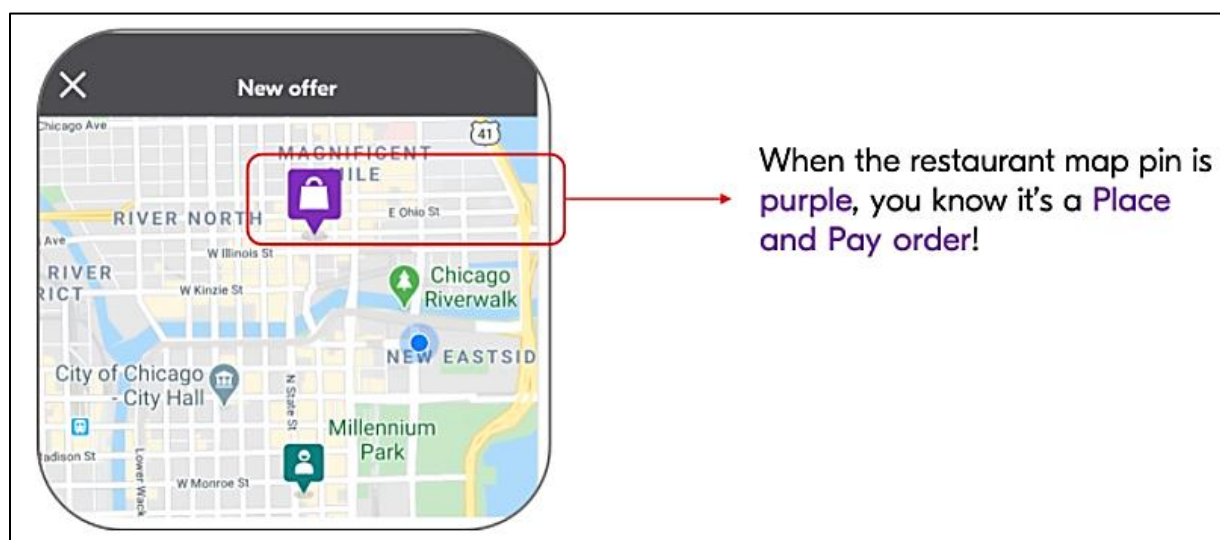 New offer
Chicago Ave
41
MAGNIFICENT
MILE
RIVER NORTH
E Ohio St
Ave
W Illinois St
RIVER
W Kinzie St
Chicago
Riverwalk
NEW EASTSID
City of Chicago
- City Hall
N State St
Millennium
Park
adison St
Lower Wack
W Monroe St
When the restaurant map pin is
purple, you know it's a Place
and Pay order!